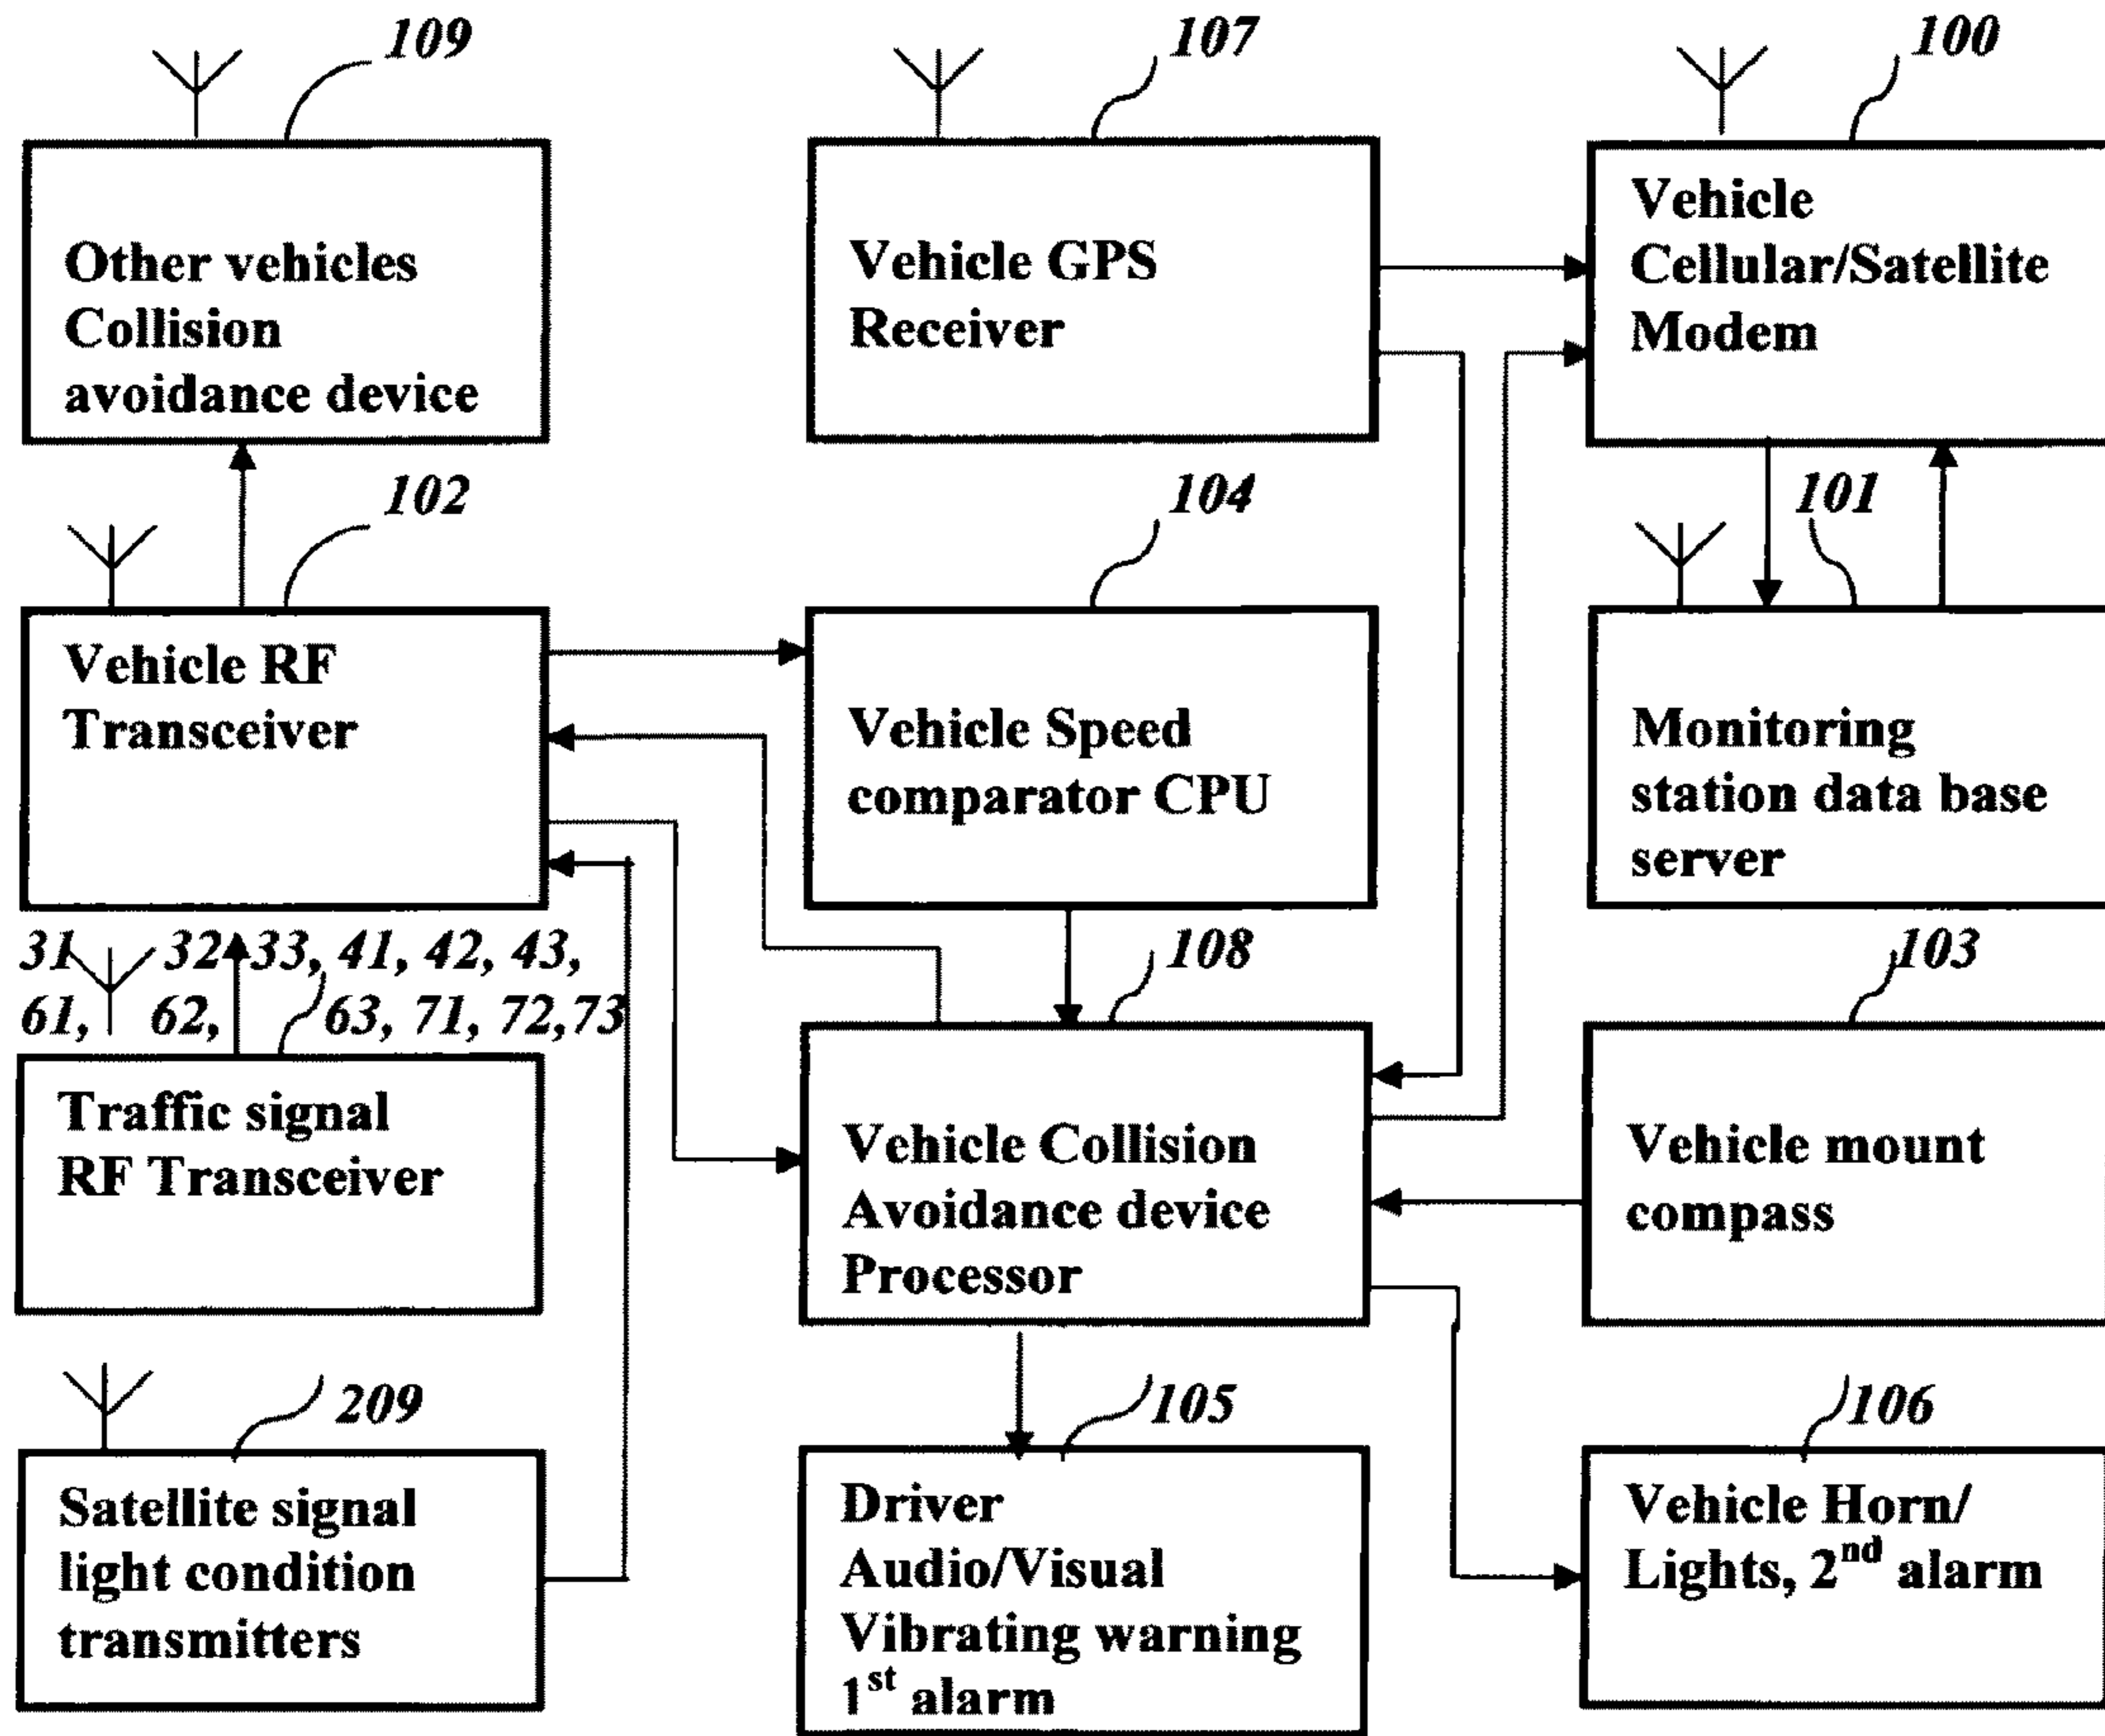 109
Other vehicles
Collision
avoidance device
107
Vehicle GPS
Receiver
100
Vehicle
Cellular/Satellite
Modem
102
Vehicle RF
Transceiver
104
Vehicle Speed
comparator CPU
101
Monitoring
station data base
server
31 32 33, 41, 42, 43,
61, 62, 63, 71, 72,73
Traffic signal
RF Transceiver
108
Vehicle Collision
Avoidance device
Processor
103
Vehicle mount
compass
209
Satellite signal
light condition
transmitters
105
Driver
Audio/Visual
Vibrating warning
1st alarm
106
Vehicle Horn/
Lights, 2nd alarm